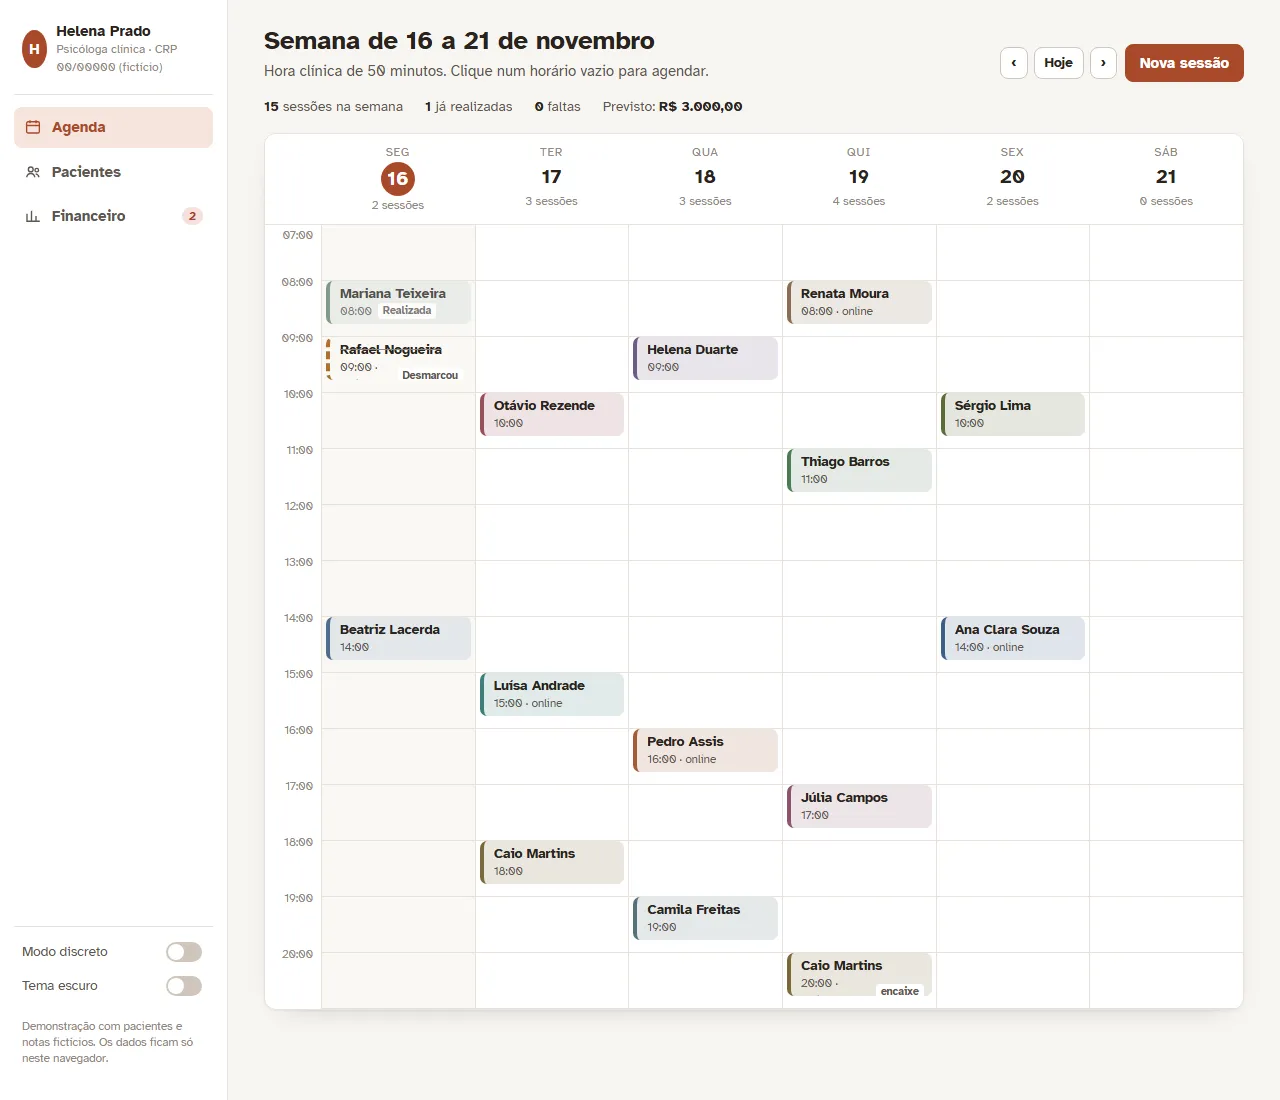 H
Helena Prado
Psicóloga clínica · CRP
00/00000 (fictício)
Agenda
Pacientes
Financeiro 2
Modo discreto
Tema escuro
Demonstração com pacientes e
notas fictícios. Os dados ficam só
neste navegador.
Semana de 16 a 21 de novembro
Hora clínica de 50 minutos. Clique num horário vazio para agendar.
‹ Hoje › Nova sessão
15 sessões na semana 1 já realizadas 0 faltas Previsto: R$ 3.000,00
SEG TER QUA QUI SEX SÁB
16 17 18 19 20 21
2 sessões 3 sessões 3 sessões 4 sessões 2 sessões 0 sessões
07:00
08:00
Mariana Teixeira Renata Moura
08:00 Realizada 08:00 · online
09:00
Rafael Nogueira Helena Duarte
09:00 · 09:00
Desmarcou
10:00
Otávio Rezende Sérgio Lima
10:00 10:00
11:00
Thiago Barros
11:00
12:00
13:00
14:00
Beatriz Lacerda Ana Clara Souza
14:00 14:00 · online
15:00
Luísa Andrade
15:00 · online
16:00
Pedro Assis
16:00 · online
17:00
Júlia Campos
17:00
18:00
Caio Martins
18:00
19:00
Camila Freitas
19:00
20:00
Caio Martins
20:00 ·
encaixe